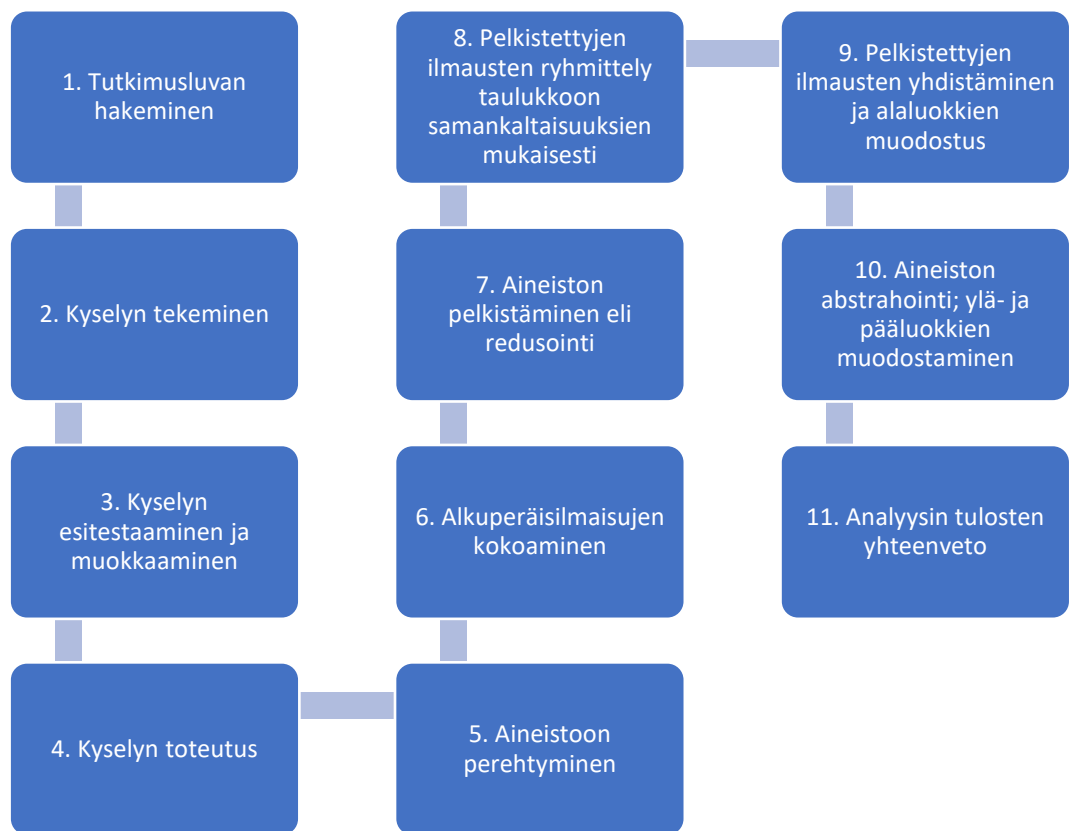 1. Tutkimusluvan
hakeminen
2. Kyselyn tekeminen
3. Kyselyn
esitestaaminen ja
muokkaaminen
4. Kyselyn toteutus
5. Aineistoon
perehtyminen
6. Alkuperäisilmaisujen
kokoaminen
7. Aineiston
pelkistäminen eli
redusointi
8. Pelkistettyjen
ilmausten ryhmittely
taulukkoon
samankaltaisuuksien
mukaisesti
9. Pelkistettyjen
ilmausten yhdistäminen
ja alaluokkien
muodostus
10. Aineiston
abstrahointi; ylä- ja
pääluokkien
muodostaminen
11. Analyysin tulosten
yhteenveto